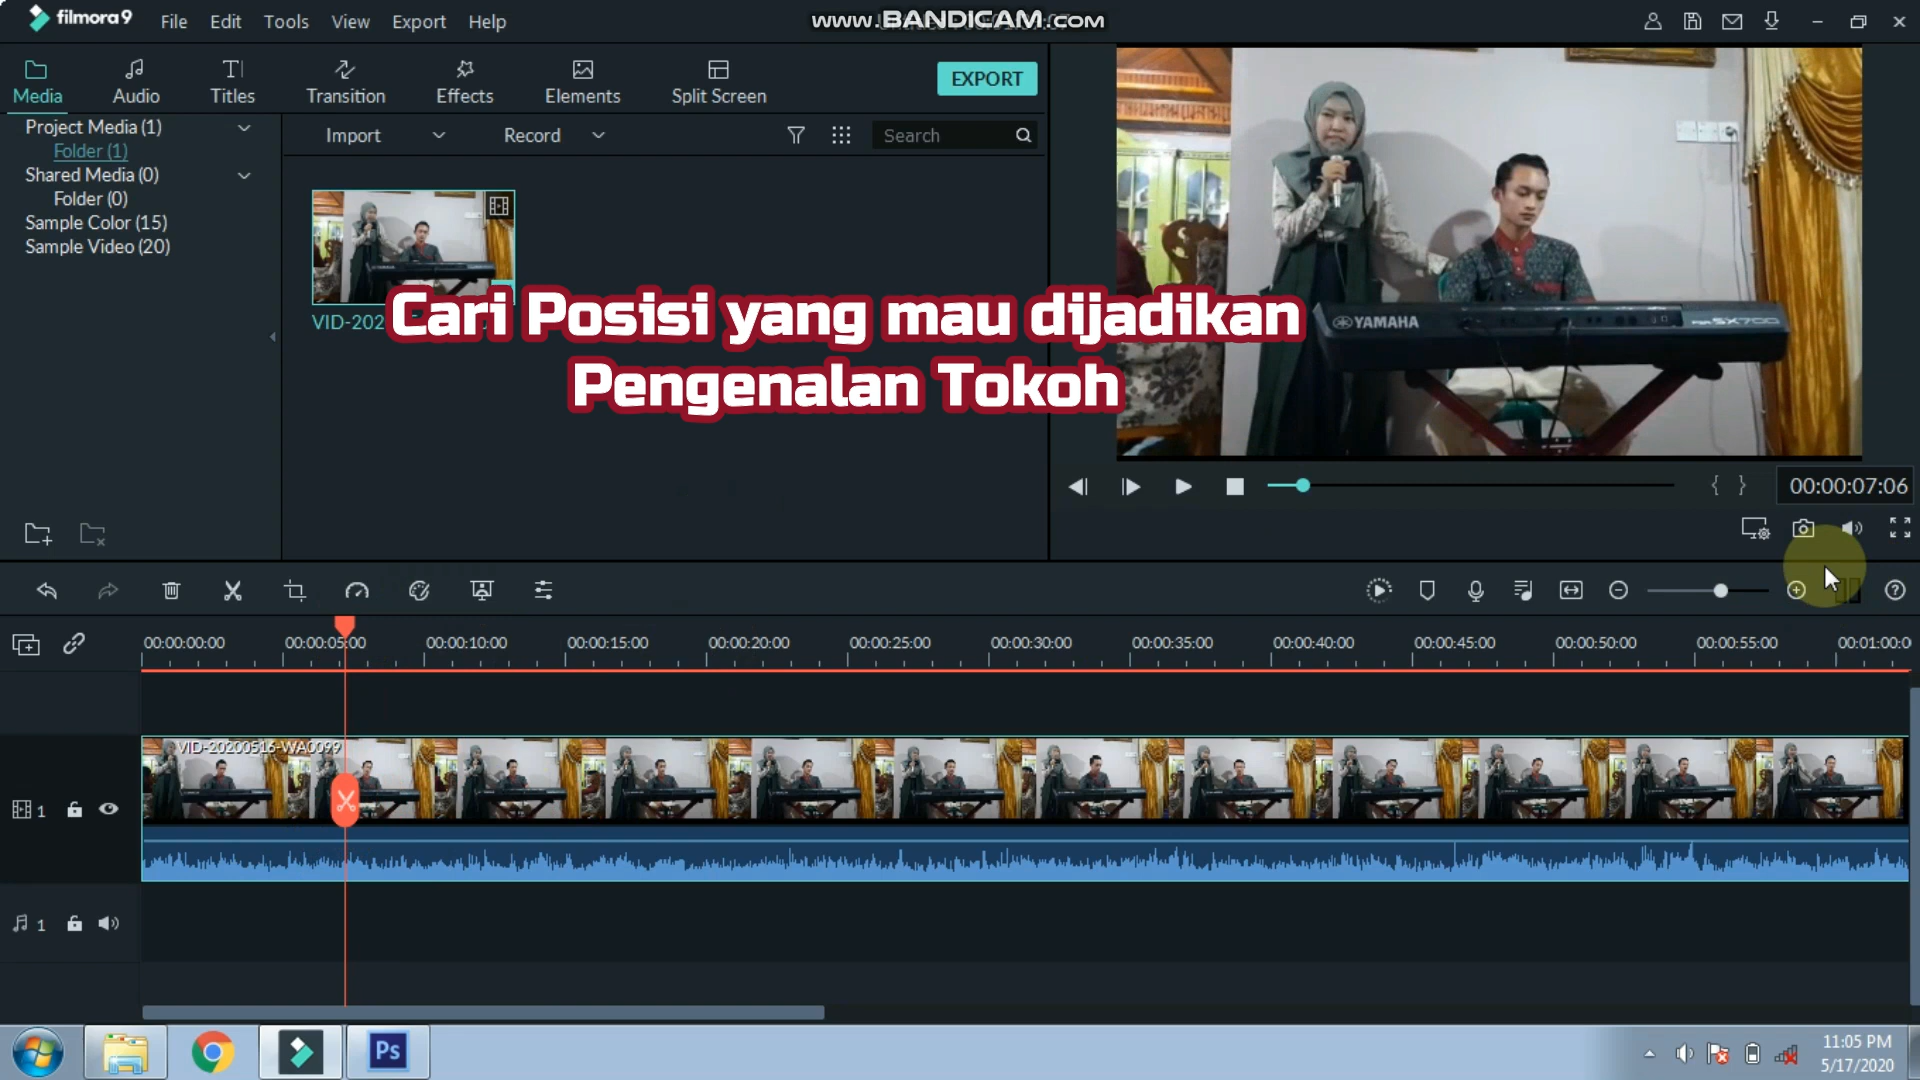 filmora9
File Edit Tools View Export Help
www.BANDICAM.com
Media
Audio
Titles
Transition
Effects
Elements
Split Screen
EXPORT
Project Media (1)
Folder (1)
Shared Media (0)
Folder (0)
Sample Color (15)
Sample Video (20)
Import
Record
Search
VID-202
Cari Posisi yang mau dijadikan
Pengenalan Tokoh
YAMAHA
SX700
00:00:07:06
00:00:00:00 00:00:05:00 00:00:10:00 00:00:15:00 00:00:20:00 00:00:25:00 00:00:30:00 00:00:35:00 00:00:40:00 00:00:45:00 00:00:50:00 00:00:55:00 00:01:00:0
VID-20200516-WA0099
1
1
Ps
11:05 PM
5/17/2020